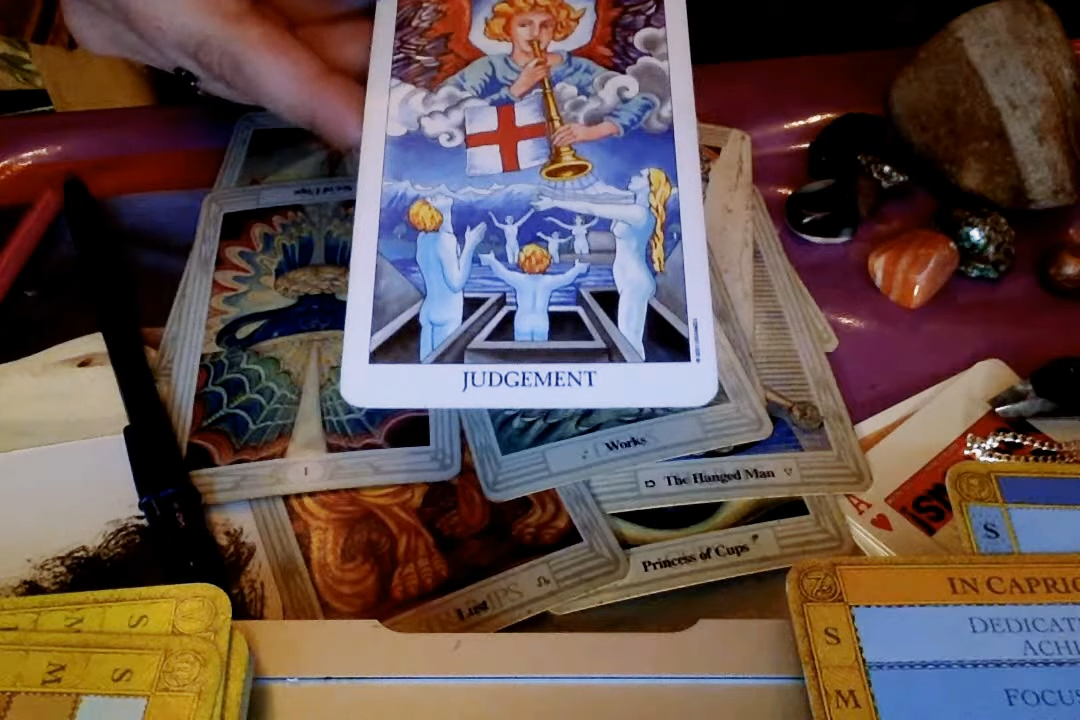 JUDGEMENT
Works
The Hanged Man
Princess of Cups
Lust
A
S
IN CAPRIC
S
DEDICAT
ACHI
M
FOCUS
S
M
S
M